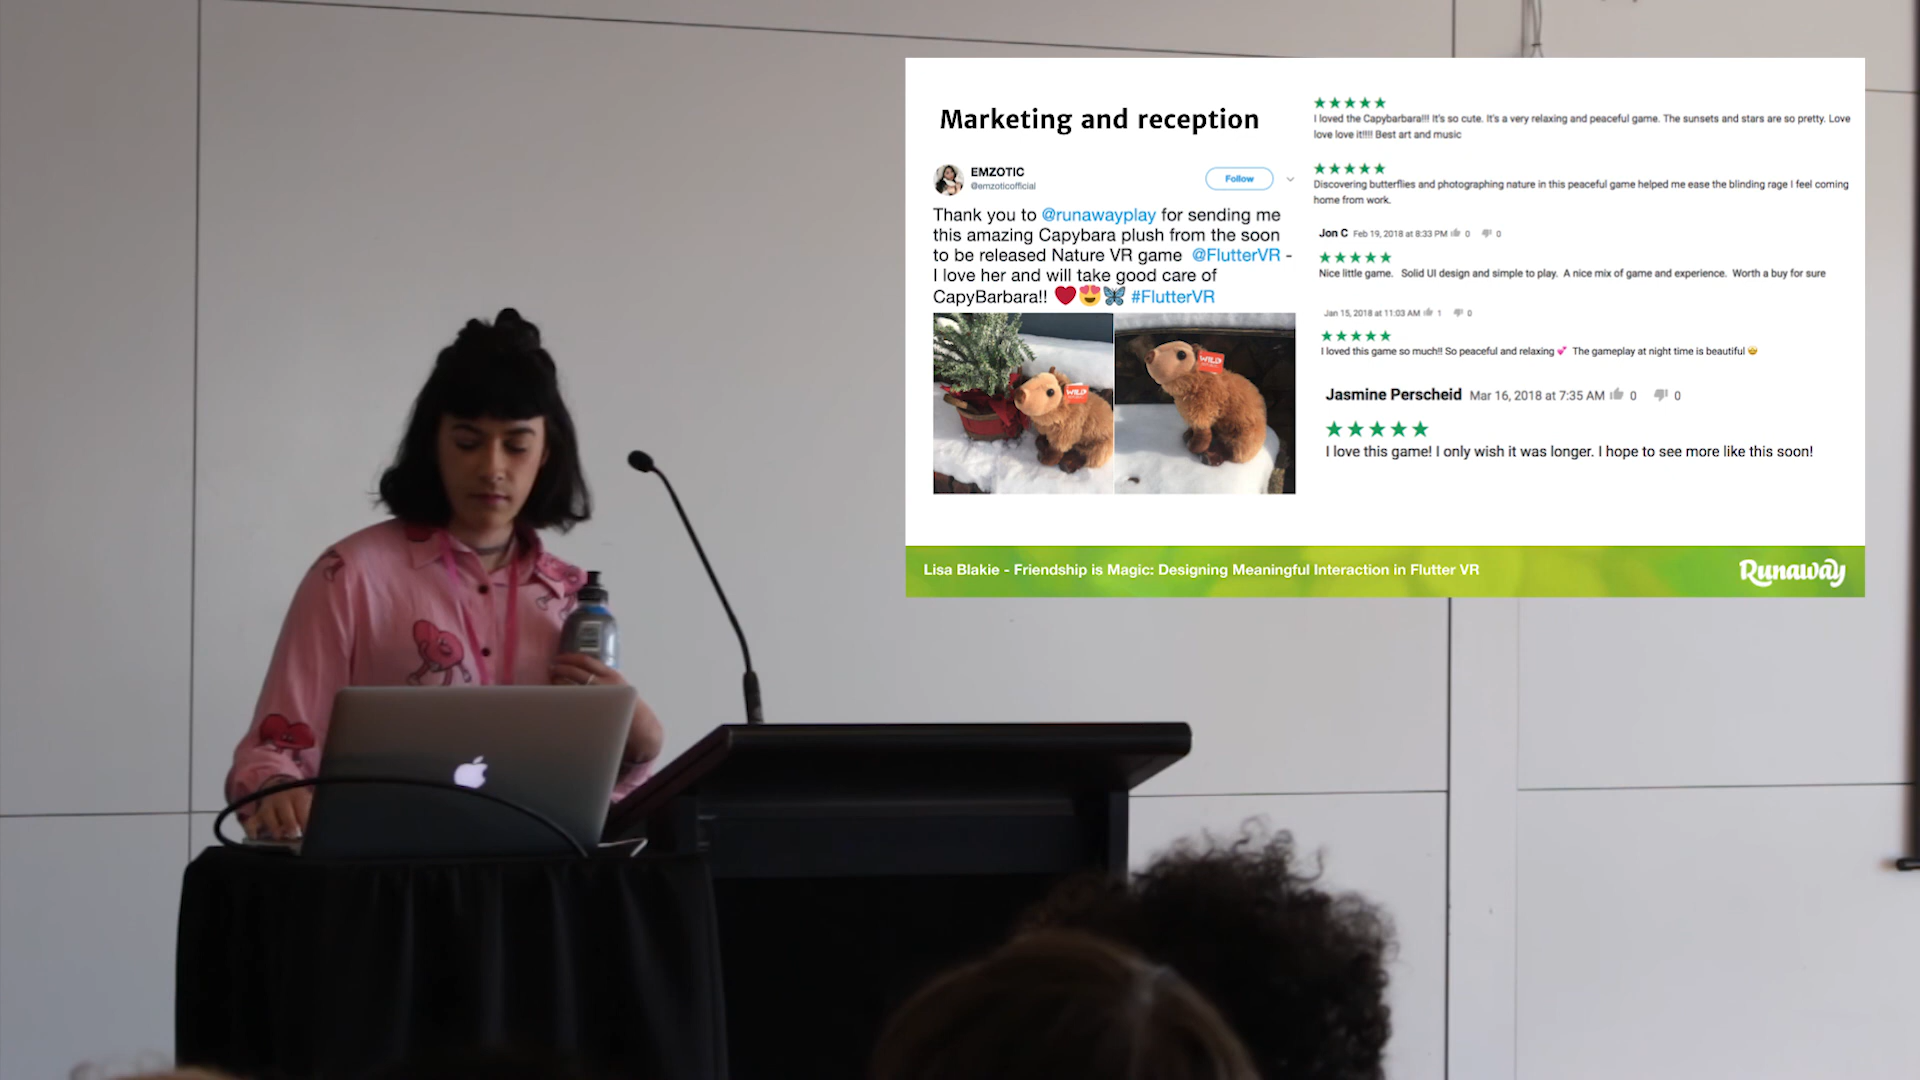 Marketing and reception
EMZOTIC
@emzoticofficial
Follow
Thank you to @runawayplay for sending me
this amazing Capybara plush from the soon
to be released Nature VR game @FlutterVR -
I love her and will take good care of
CapyBarbara!! ❤️😍🦋 #FlutterVR
WILD!
WILD!
★★★★★
I loved the Capybarbara!!! It's so cute. It's a very relaxing and peaceful game. The sunsets and stars are so pretty. Love
love love it!!!! Best art and music
★★★★★
Discovering butterflies and photographing nature in this peaceful game helped me ease the blinding rage I feel coming
home from work.
Jon C Feb 19, 2018 at 8:33 PM 0 0
★★★★★
Nice little game. Solid UI design and simple to play. A nice mix of game and experience. Worth a buy for sure
Jan 15, 2018 at 11:03 AM 1 0
★★★★★
I loved this game so much!! So peaceful and relaxing 💞 The gameplay at night time is beautiful 🤩
Jasmine Perscheid Mar 16, 2018 at 7:35 AM 0 0
★★★★★
I love this game! I only wish it was longer. I hope to see more like this soon!
Lisa Blakie - Friendship is Magic: Designing Meaningful Interaction in Flutter VR
Runaway